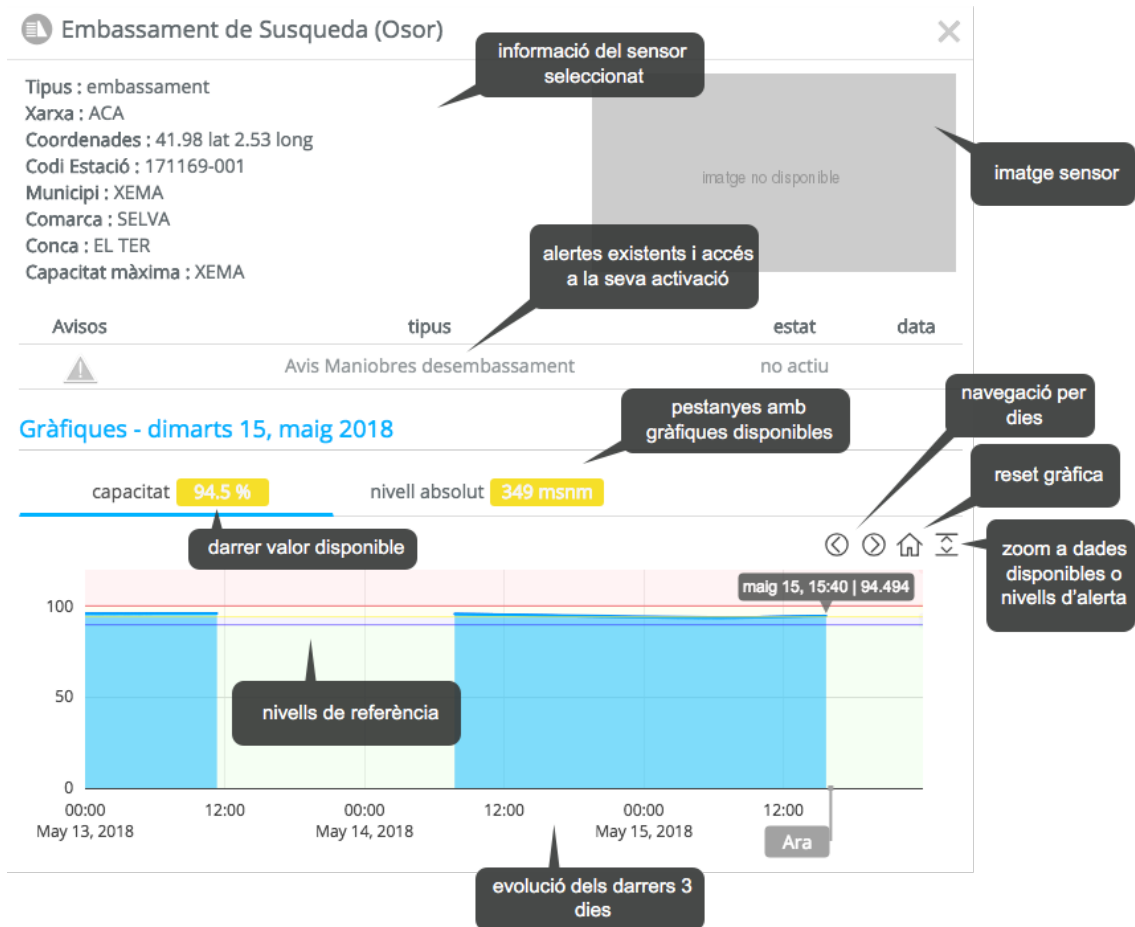 Embassament de Susqueda (Osor)
informació del sensor
seleccionat
Tipus : embassament
Xarxa : ACA
Coordenades : 41.98 lat 2.53 long
Codi Estació : 171169-001
Municipi : XEMA
Comarca : SELVA
Conca : EL TER
Capacitat màxima : XEMA
imatge no disponible
imatge sensor
alertes existents i accés
a la seva activació
Avisos tipus estat data
Avis Maniobres desembassament no actiu
navegació per
dies
pestanyes amb
gràfiques disponibles
Gràfiques - dimarts 15, maig 2018
reset gràfica
capacitat 94.5 % nivell absolut 349 msnm
darrer valor disponible
zoom a dades
disponibles o
nivells d'alerta
maig 15, 15:40 | 94.494
100
50
0
nivells de referència
00:00 12:00 00:00 12:00 00:00 12:00
May 13, 2018 May 14, 2018 May 15, 2018
Ara
evolució dels darrers 3
dies